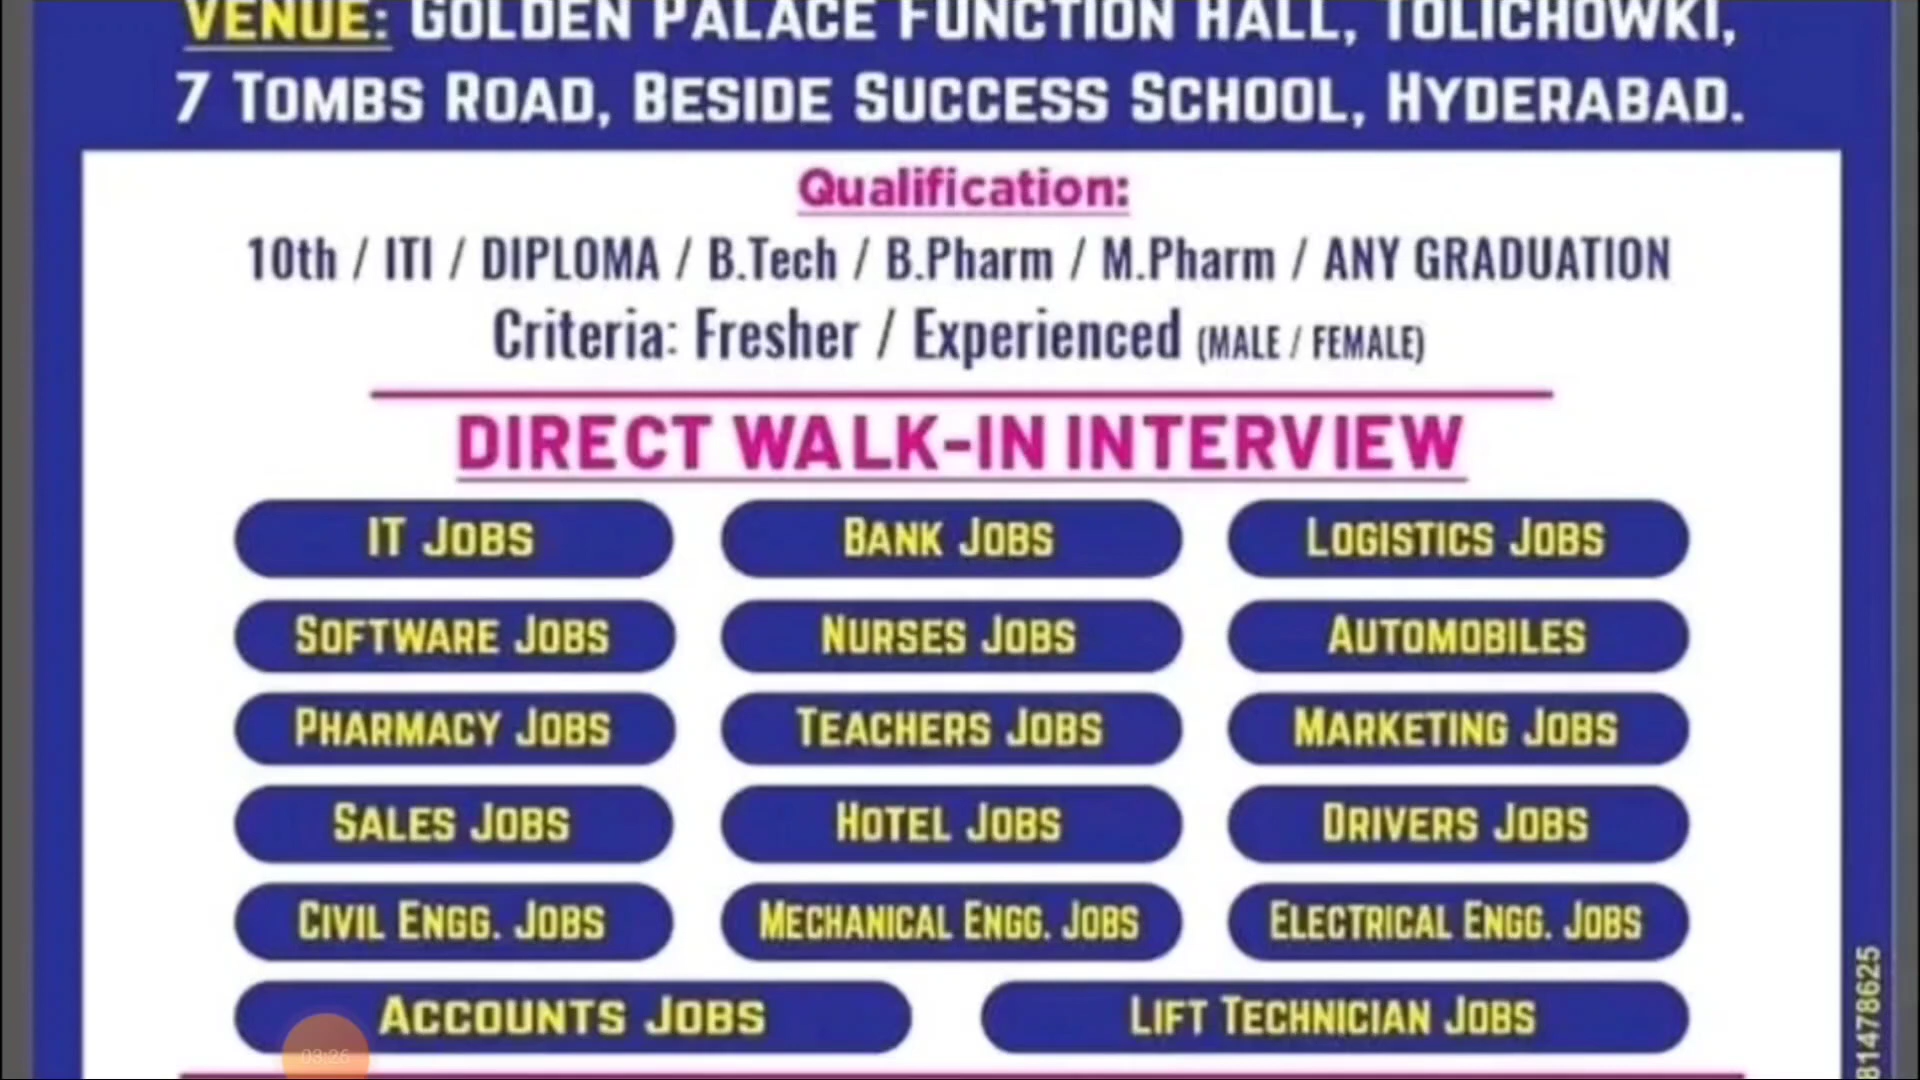 VENUE: GOLDEN PALACE FUNCTION HALL, TOLICHOWKI,
7 TOMBS ROAD, BESIDE SUCCESS SCHOOL, HYDERABAD.
Qualification:
10th / ITI / DIPLOMA / B.Tech / B.Pharm / M.Pharm / ANY GRADUATION
Criteria: Fresher / Experienced (MALE / FEMALE)
DIRECT WALK-IN INTERVIEW
IT JOBS
BANK JOBS
LOGISTICS JOBS
SOFTWARE JOBS
NURSES JOBS
AUTOMOBILES
PHARMACY JOBS
TEACHERS JOBS
MARKETING JOBS
SALES JOBS
HOTEL JOBS
DRIVERS JOBS
CIVIL ENGG. JOBS
MECHANICAL ENGG. JOBS
ELECTRICAL ENGG. JOBS
ACCOUNTS JOBS
LIFT TECHNICIAN JOBS
03:26
81478625